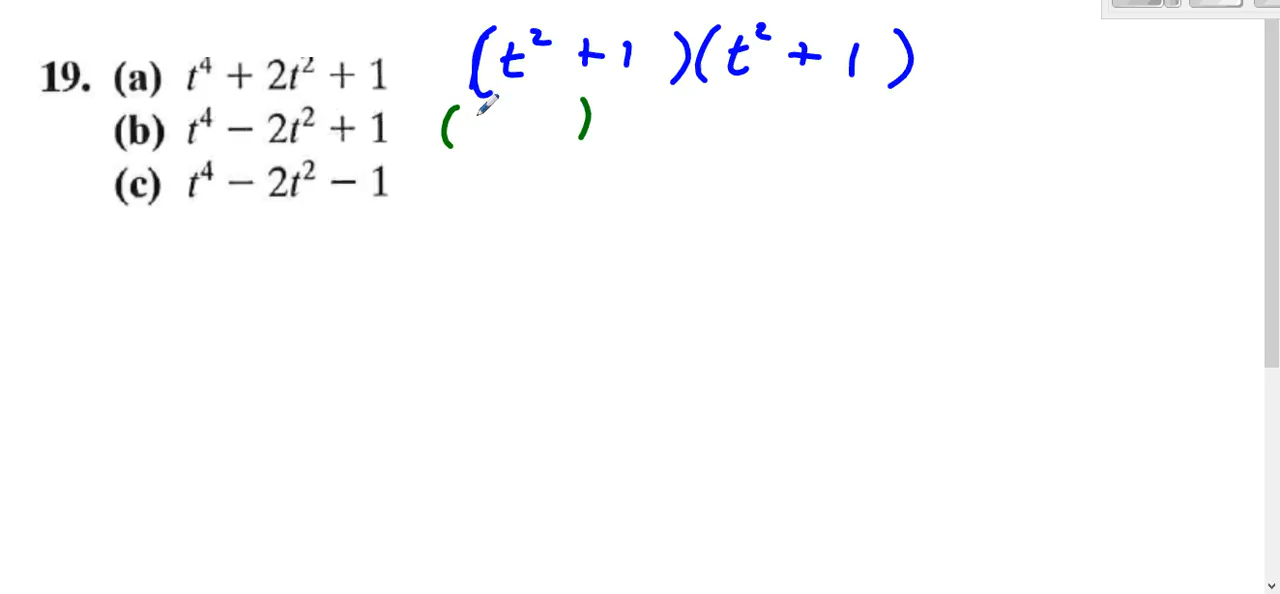 19. (a) t⁴ + 2t² + 1 (t² + 1 )(t² + 1 )
(b) t⁴ − 2t² + 1 ( )
(c) t⁴ − 2t² − 1